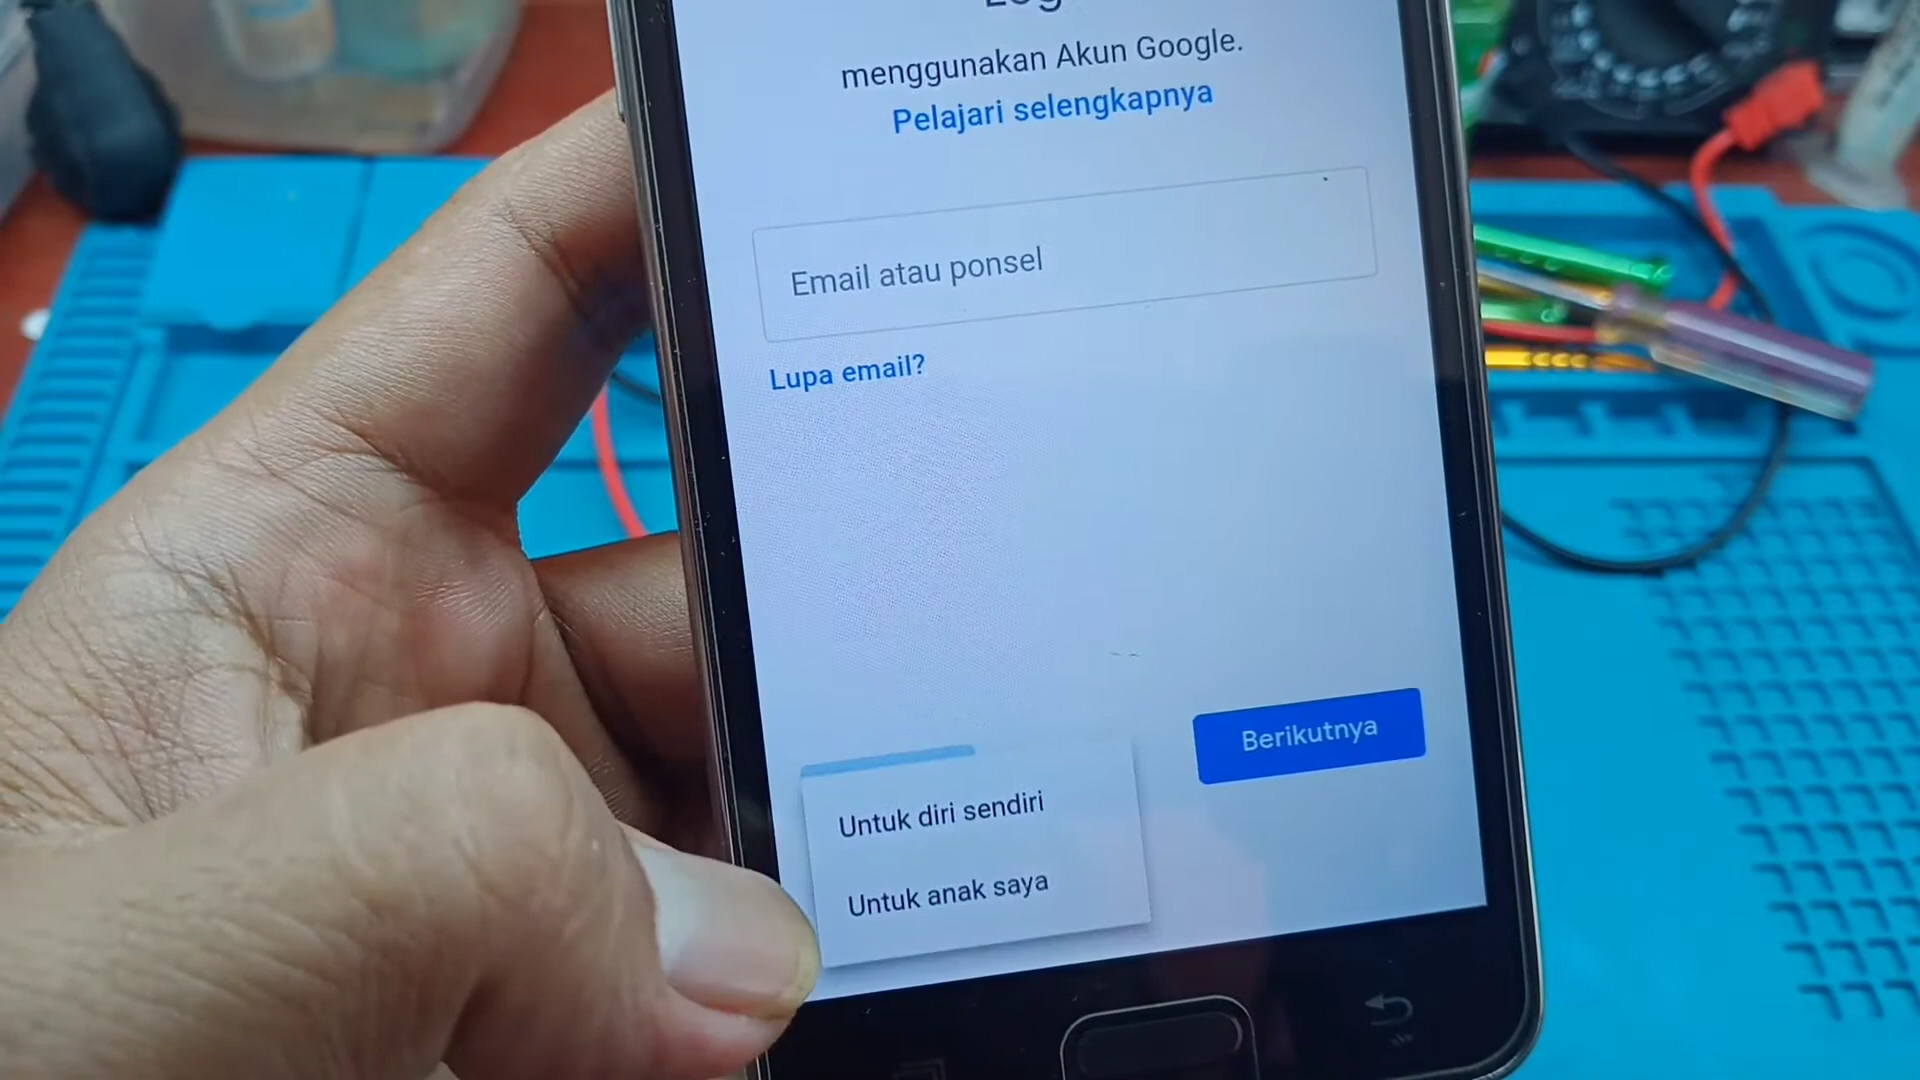 menggunakan Akun Google.
Pelajari selengkapnya
Email atau ponsel
Lupa email?
Berikutnya
Untuk diri sendiri
Untuk anak saya